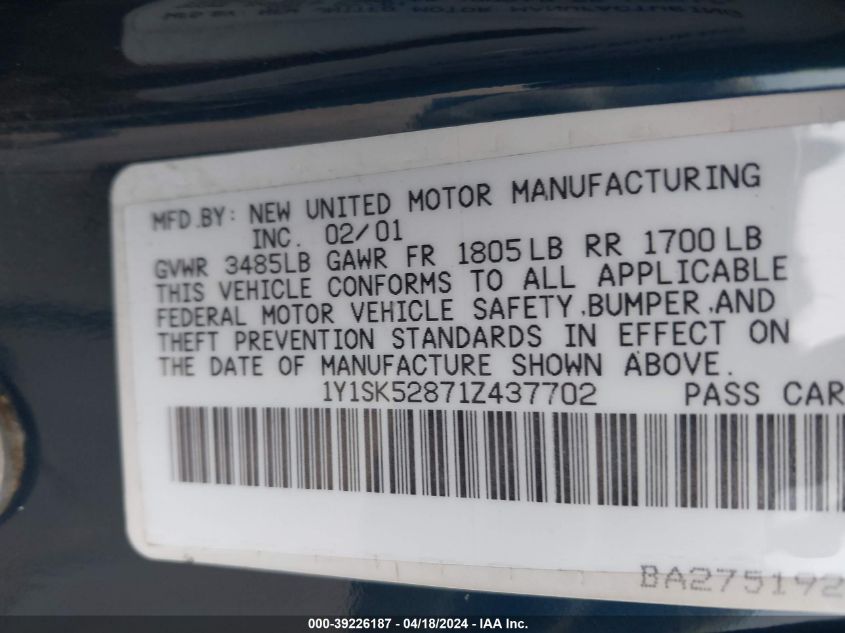 MFD.BY: NEW UNITED MOTOR MANUFACTURING
INC. 02/01
GVWR 3485LB GAWR FR 1805LB RR 1700LB
THIS VEHICLE CONFORMS TO ALL APPLICABLE
FEDERAL MOTOR VEHICLE SAFETY,BUMPER,AND
THEFT PREVENTION STANDARDS IN EFFECT ON
THE DATE OF MANUFACTURE SHOWN ABOVE.
1Y1SK52871Z437702 PASS CAR
BA275192
000-39226187 - 04/18/2024 - IAA Inc.